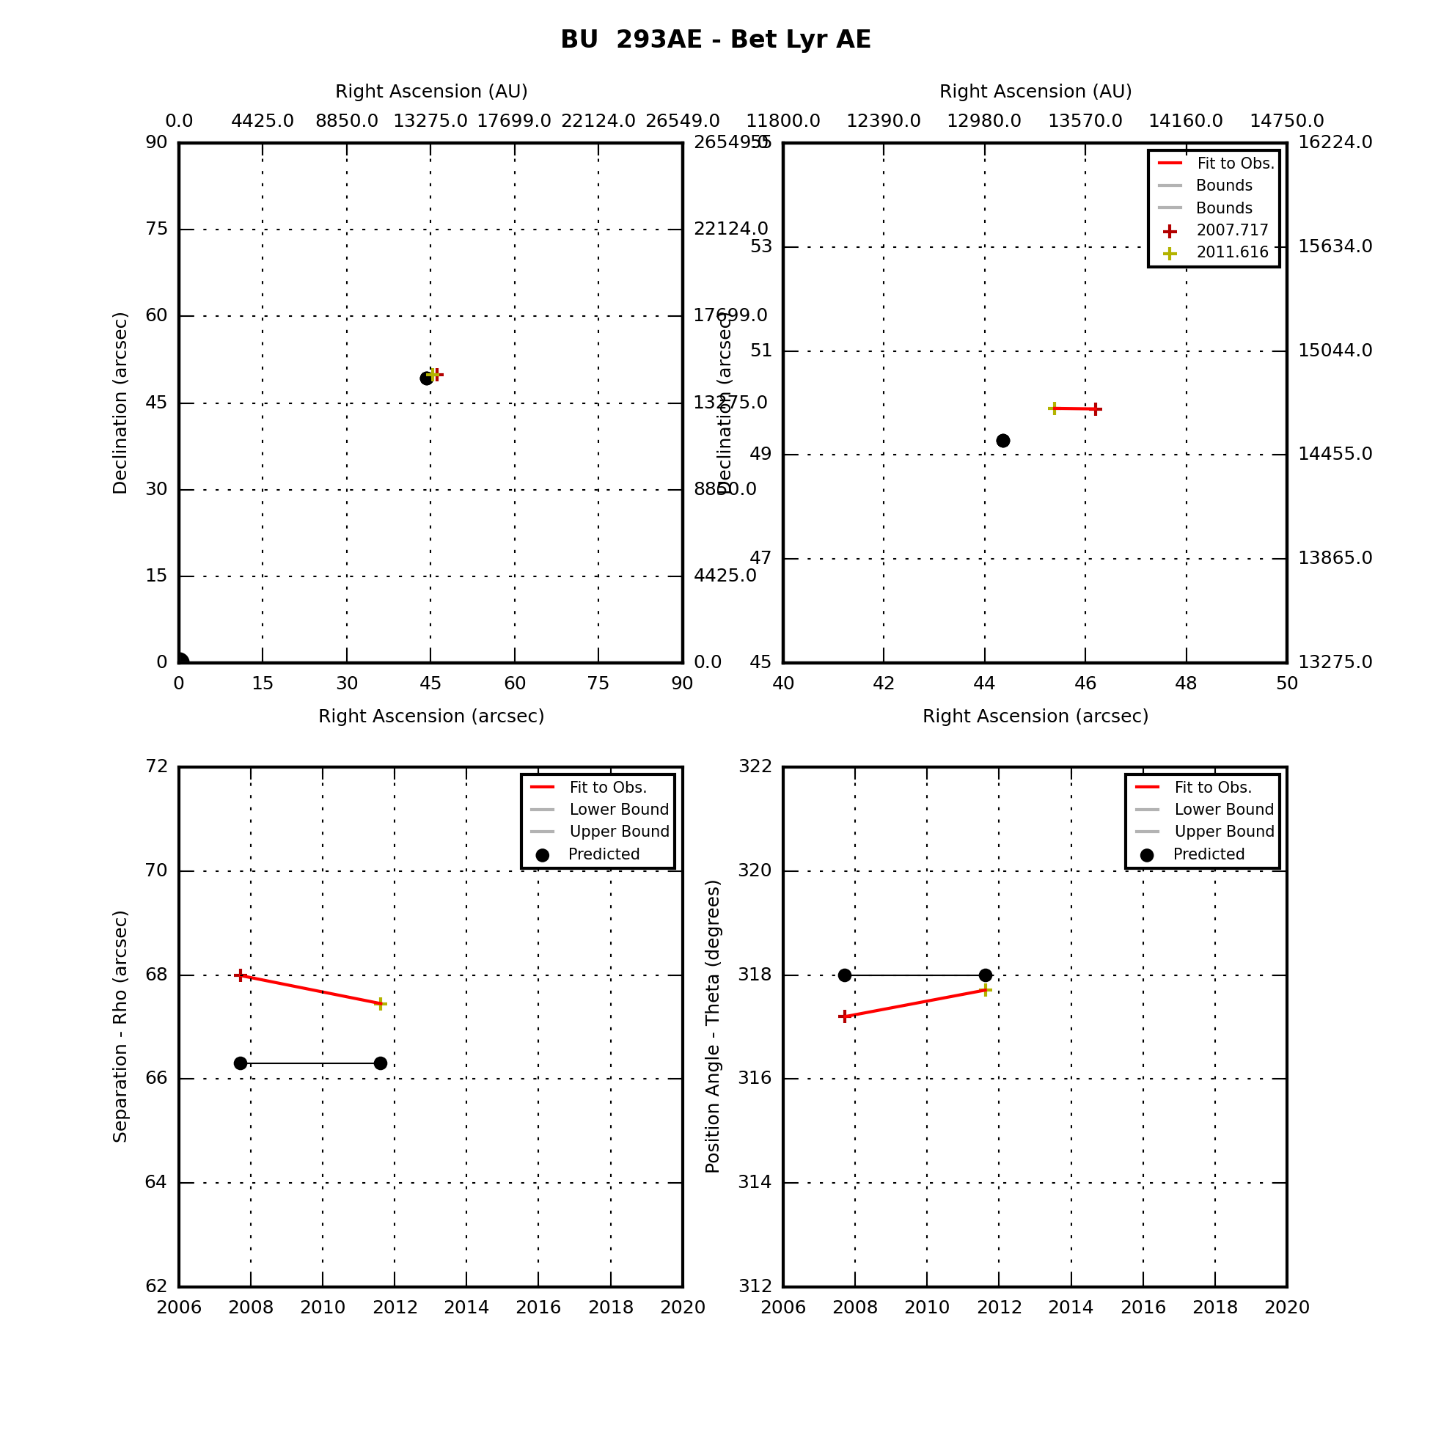 BU  293AE - Bet Lyr AE
Right Ascension (AU)
0.0 4425.0 8850.0 13275.0 17699.0 22124.0 26549.0
90 26549.0
75 22124.0
60 17699.0
45 13275.0
30 8850.0
15 4425.0
0 0.0
0 15 30 45 60 75 90
Declination (arcsec)
Right Ascension (arcsec)
Right Ascension (AU)
11800.0 12390.0 12980.0 13570.0 14160.0 14750.0
55 16224.0
53 15634.0
51 15044.0
49 14455.0
47 13865.0
45 13275.0
40 42 44 46 48 50
Declination (arcsec)
Right Ascension (arcsec)
Fit to Obs.
Bounds
Bounds
2007.717
2011.616
72
70
68
66
64
62
2006 2008 2010 2012 2014 2016 2018 2020
Separation - Rho (arcsec)
Fit to Obs.
Lower Bound
Upper Bound
Predicted
322
320
318
316
314
312
2006 2008 2010 2012 2014 2016 2018 2020
Position Angle - Theta (degrees)
Fit to Obs.
Lower Bound
Upper Bound
Predicted